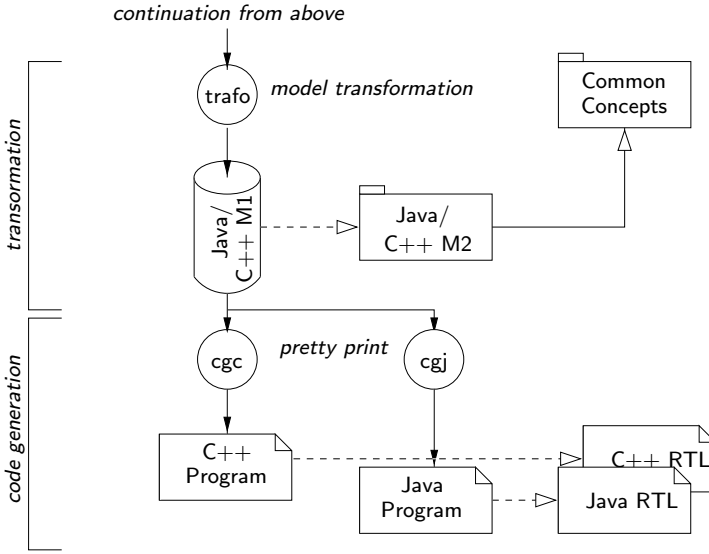 continuation from above
trafo
model transformation
Common
Concepts
transormation
Java/
C++ M1
Java/
C++ M2
cgc
pretty print
cgj
code generation
C++
Program
C++ RTL
Java
Program
Java RTL